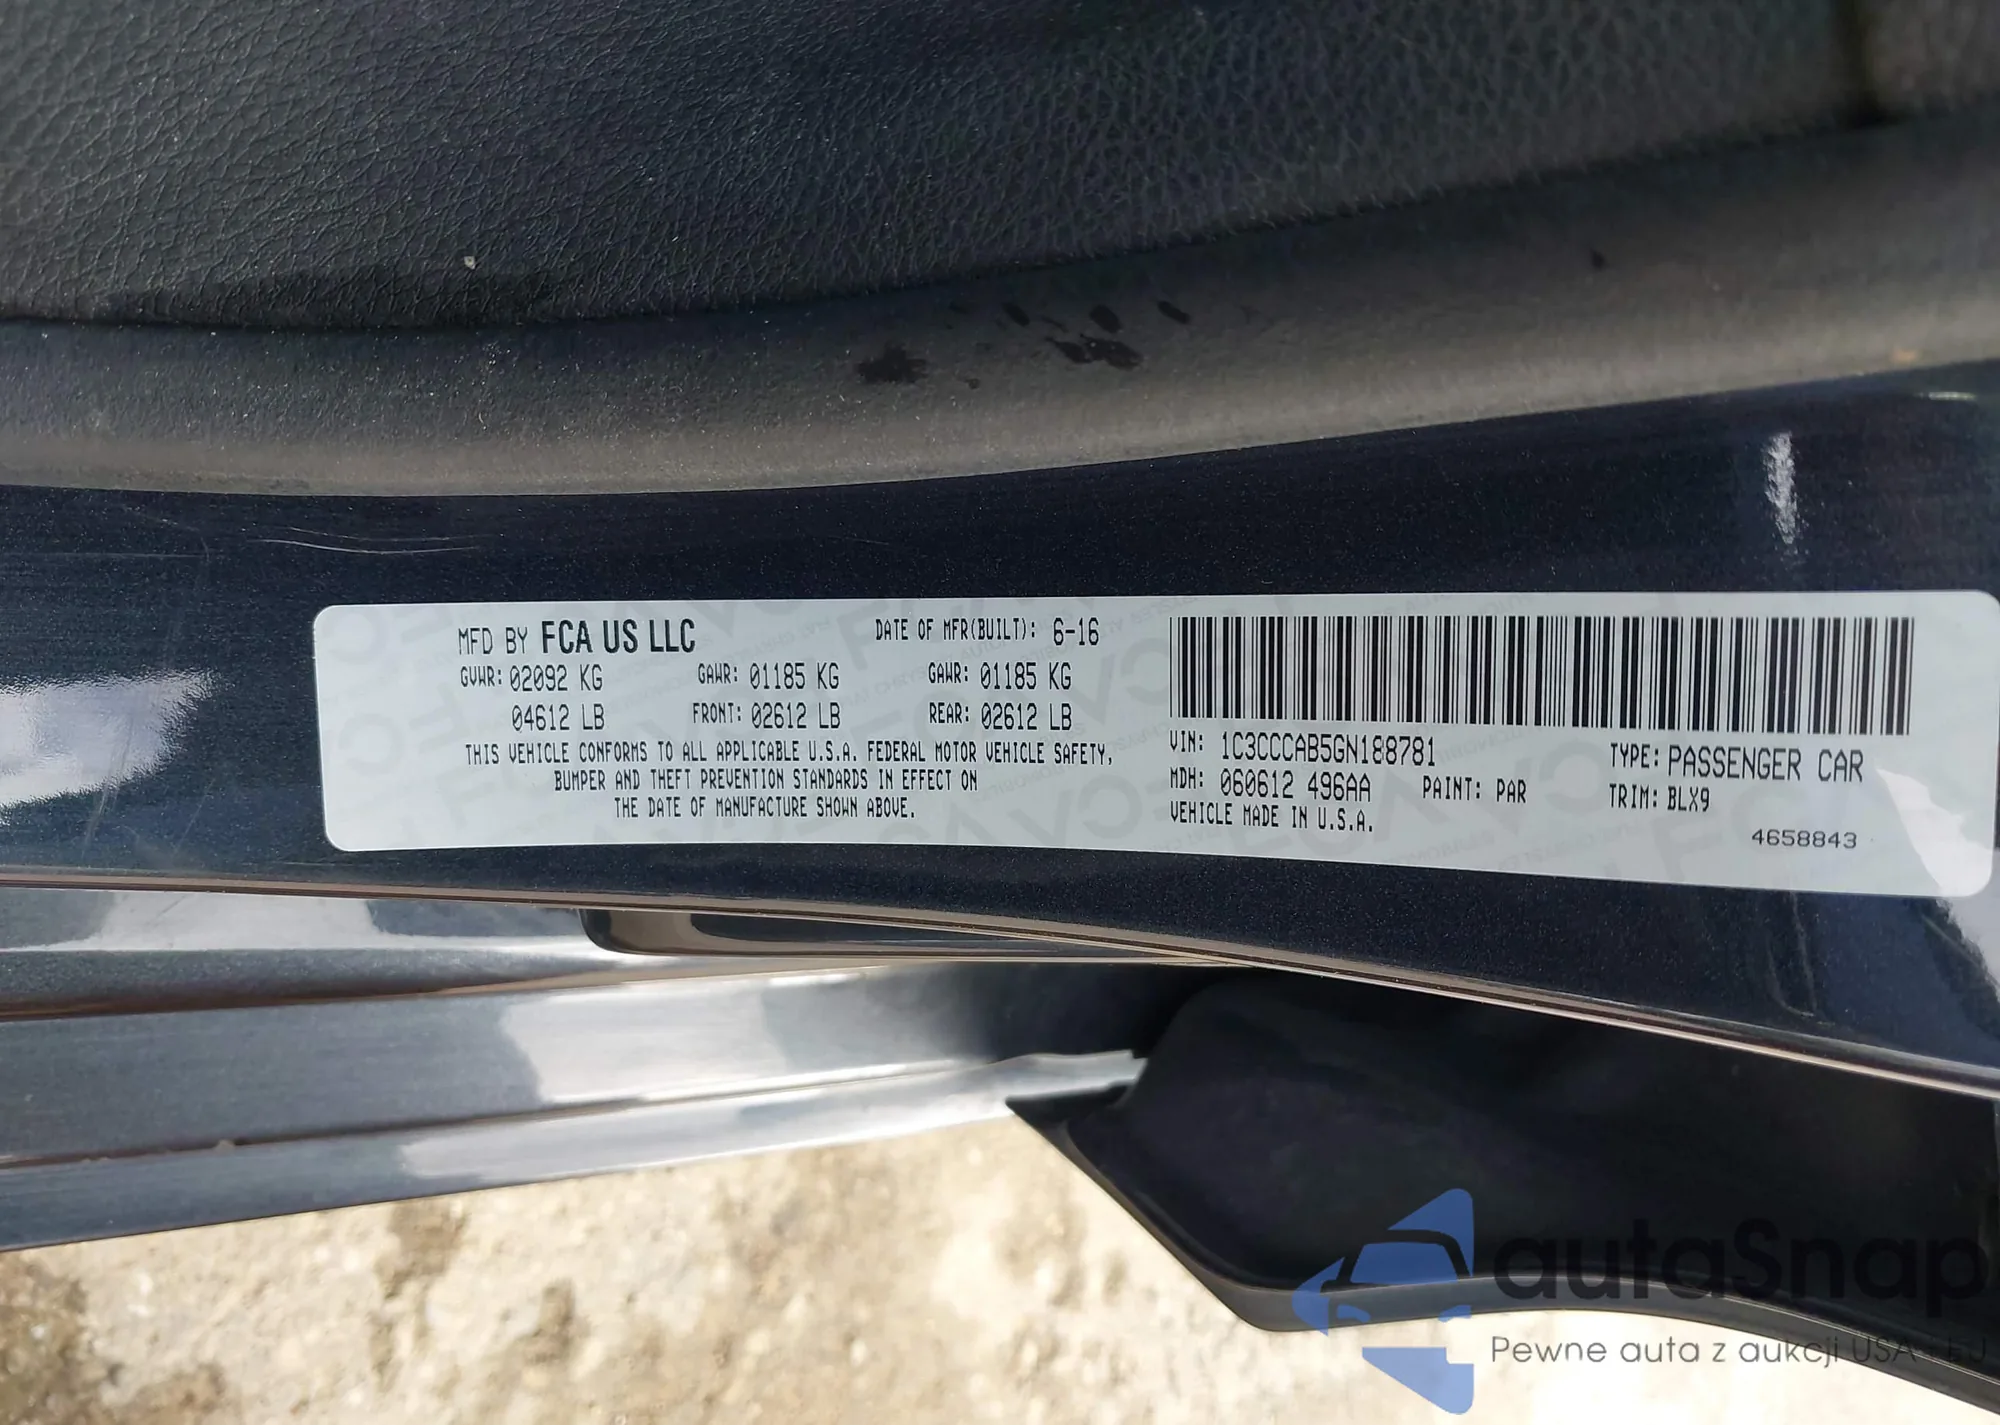 MFD BY FCA US LLC DATE OF MFR(BUILT): 6-16
GVWR: 02092 KG GAWR: 01185 KG GAWR: 01185 KG
04612 LB FRONT: 02612 LB REAR: 02612 LB
THIS VEHICLE CONFORMS TO ALL APPLICABLE U.S.A. FEDERAL MOTOR VEHICLE SAFETY,
BUMPER AND THEFT PREVENTION STANDARDS IN EFFECT ON
THE DATE OF MANUFACTURE SHOWN ABOVE.
VIN: 1C3CCCAB5GN188781 TYPE: PASSENGER CAR
MDH: 060612 496AA PAINT: PAR TRIM: BLX9
VEHICLE MADE IN U.S.A.
4658843
autaSnap
Pewne auta z aukcji USA - EU